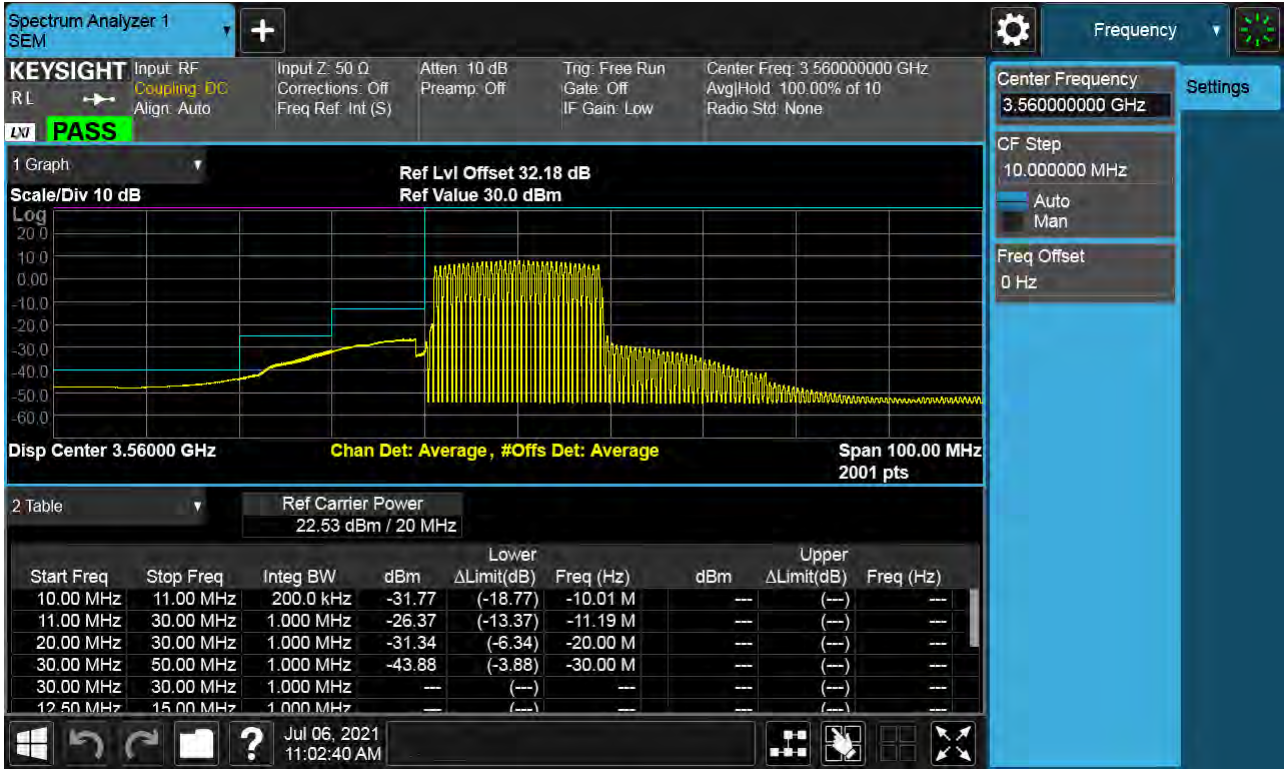 Spectrum Analyzer 1
SEM
+
Frequency
KEYSIGHT
R L
LXI
PASS
Input: RF
Coupling: DC
Align: Auto
Input Z: 50 Ω
Corrections: Off
Freq Ref: Int (S)
Atten: 10 dB
Preamp: Off
Trig: Free Run
Gate: Off
IF Gain: Low
Center Freq: 3.560000000 GHz
Avg|Hold: 100.00% of 10
Radio Std: None
Center Frequency
3.560000000 GHz
Settings
CF Step
10.000000 MHz
Auto
Man
Freq Offset
0 Hz
1 Graph
Scale/Div 10 dB
Ref Lvl Offset 32.18 dB
Ref Value 30.0 dBm
Log
20.0
10.0
0.00
-10.0
-20.0
-30.0
-40.0
-50.0
-60.0
Disp Center 3.56000 GHz
Chan Det: Average , #Offs Det: Average
Span 100.00 MHz
2001 pts
2 Table
Ref Carrier Power
22.53 dBm / 20 MHz
Lower Upper
Start Freq Stop Freq Integ BW dBm ΔLimit(dB) Freq (Hz) dBm ΔLimit(dB) Freq (Hz)
10.00 MHz 11.00 MHz 200.0 kHz -31.77 (-18.77) -10.01 M --- (---) ---
11.00 MHz 30.00 MHz 1.000 MHz -26.37 (-13.37) -11.19 M --- (---) ---
20.00 MHz 30.00 MHz 1.000 MHz -31.34 (-6.34) -20.00 M --- (---) ---
30.00 MHz 50.00 MHz 1.000 MHz -43.88 (-3.88) -30.00 M --- (---) ---
30.00 MHz 30.00 MHz 1.000 MHz --- (---) --- --- (---) ---
12.50 MHz 15.00 MHz 1.000 MHz --- (---) --- --- (---) ---
?
Jul 06, 2021
11:02:40 AM